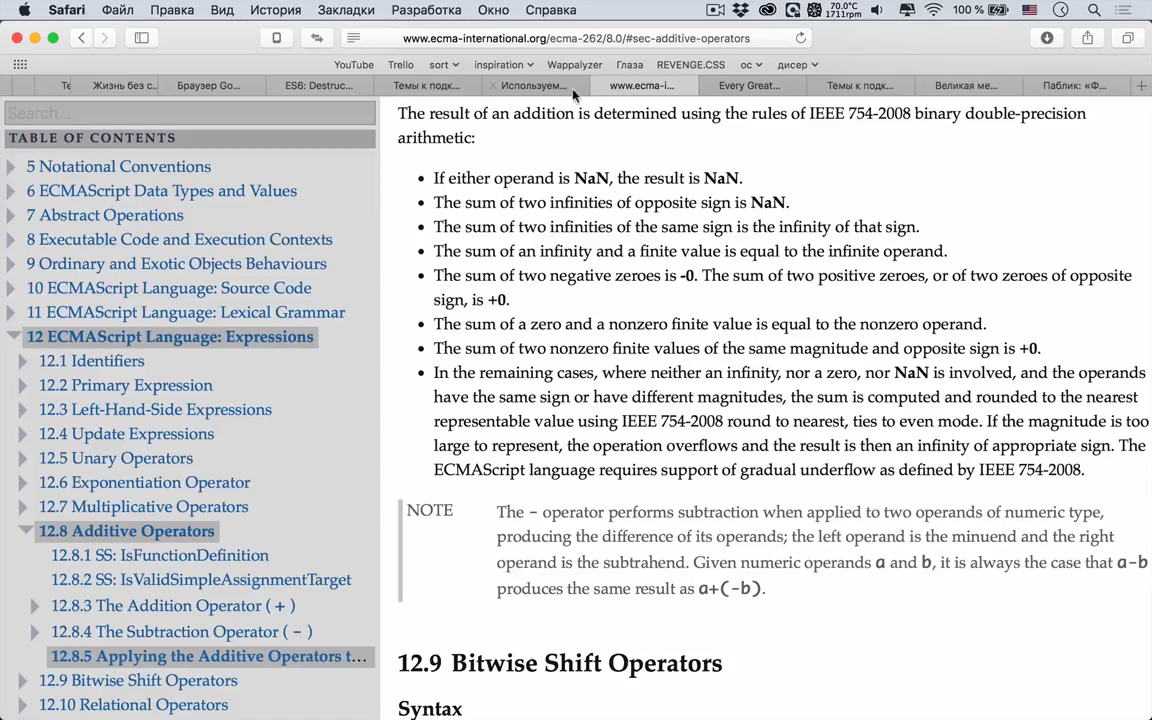 Safari Файл Правка Вид История Закладки Разработка Окно Справка 70.0°C 1711rpm 100 %
www.ecma-international.org/ecma-262/8.0/#sec-additive-operators
YouTube Trello sort inspiration Wappalyzer Глаза REVENGE.CSS ос дисер
Те Жизнь без с... Браузер Go... ES6: Destruc... Темы к подк... Используем... www.ecma-i... Every Great... Темы к подк... Великая ме... Паблик: «Ф...
Search...
TABLE OF CONTENTS
5 Notational Conventions
6 ECMAScript Data Types and Values
7 Abstract Operations
8 Executable Code and Execution Contexts
9 Ordinary and Exotic Objects Behaviours
10 ECMAScript Language: Source Code
11 ECMAScript Language: Lexical Grammar
12 ECMAScript Language: Expressions
12.1 Identifiers
12.2 Primary Expression
12.3 Left-Hand-Side Expressions
12.4 Update Expressions
12.5 Unary Operators
12.6 Exponentiation Operator
12.7 Multiplicative Operators
12.8 Additive Operators
12.8.1 SS: IsFunctionDefinition
12.8.2 SS: IsValidSimpleAssignmentTarget
12.8.3 The Addition Operator ( + )
12.8.4 The Subtraction Operator ( - )
12.8.5 Applying the Additive Operators t...
12.9 Bitwise Shift Operators
12.10 Relational Operators
The result of an addition is determined using the rules of IEEE 754-2008 binary double-precision
arithmetic:
• If either operand is NaN, the result is NaN.
• The sum of two infinities of opposite sign is NaN.
• The sum of two infinities of the same sign is the infinity of that sign.
• The sum of an infinity and a finite value is equal to the infinite operand.
• The sum of two negative zeroes is -0. The sum of two positive zeroes, or of two zeroes of opposite
sign, is +0.
• The sum of a zero and a nonzero finite value is equal to the nonzero operand.
• The sum of two nonzero finite values of the same magnitude and opposite sign is +0.
• In the remaining cases, where neither an infinity, nor a zero, nor NaN is involved, and the operands
have the same sign or have different magnitudes, the sum is computed and rounded to the nearest
representable value using IEEE 754-2008 round to nearest, ties to even mode. If the magnitude is too
large to represent, the operation overflows and the result is then an infinity of appropriate sign. The
ECMAScript language requires support of gradual underflow as defined by IEEE 754-2008.
NOTE The - operator performs subtraction when applied to two operands of numeric type,
producing the difference of its operands; the left operand is the minuend and the right
operand is the subtrahend. Given numeric operands a and b, it is always the case that a-b
produces the same result as a+(-b).
12.9 Bitwise Shift Operators
Syntax